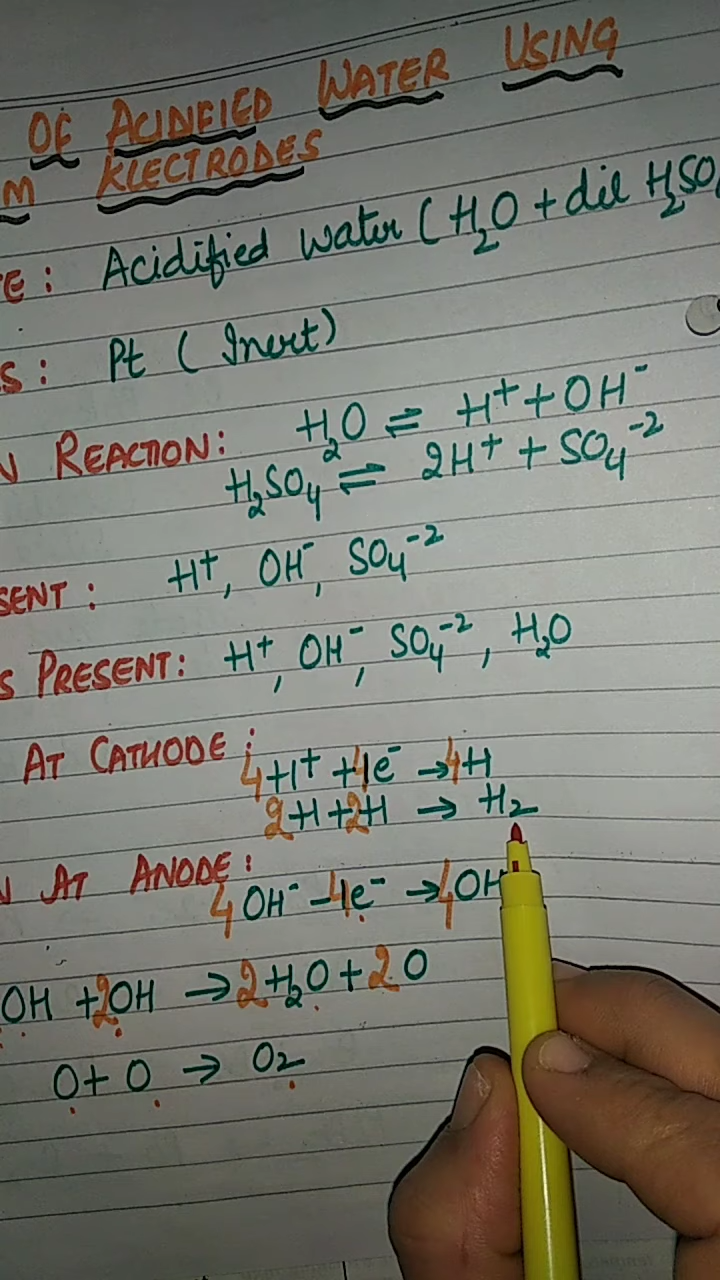 OF ACIDIFIED WATER USING
M ELECTRODES
E : Acidified water ( H₂O + dil H₂SO
S : Pt ( Inert )
N REACTION : H₂O ⇌ H⁺ + OH⁻
H₂SO₄ ⇌ 2H⁺ + SO₄⁻²
SENT : H⁺, OH⁻, SO₄⁻²
S PRESENT : H⁺, OH⁻, SO₄⁻², H₂O
AT CATHODE :
4H⁺ + 4e⁻ → 4H
2H + 2H → H₂
N AT ANODE :
4OH⁻ - 4e⁻ → 4OH
OH + 2OH → 2H₂O + 2O
O + O → O₂